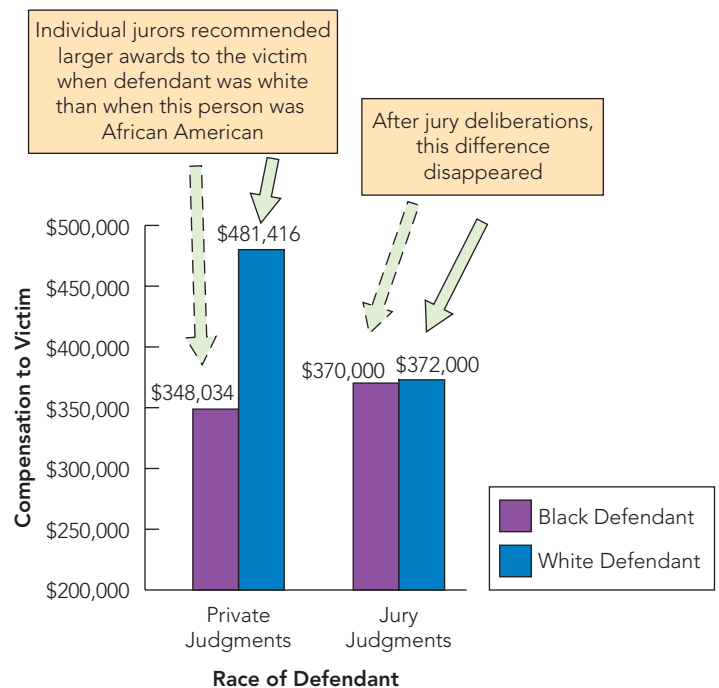 Individual jurors recommended
larger awards to the victim
when defendant was white
than when this person was
African American
After jury deliberations,
this difference
disappeared
Compensation to Victim
$500,000
$450,000
$400,000
$350,000
$300,000
$250,000
$200,000
$348,034
$481,416
$370,000
$372,000
Black Defendant
White Defendant
Private
Judgments
Jury
Judgments
Race of Defendant